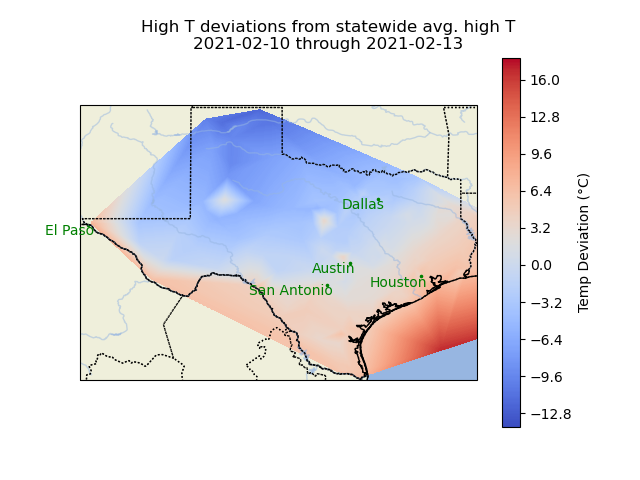 High T deviations from statewide avg. high T
2021-02-10 through 2021-02-13
16.0
12.8
9.6
6.4
3.2
0.0
−3.2
−6.4
−9.6
−12.8
Temp Deviation (°C)
Dallas
El Paso
Austin
Houston
San Antonio